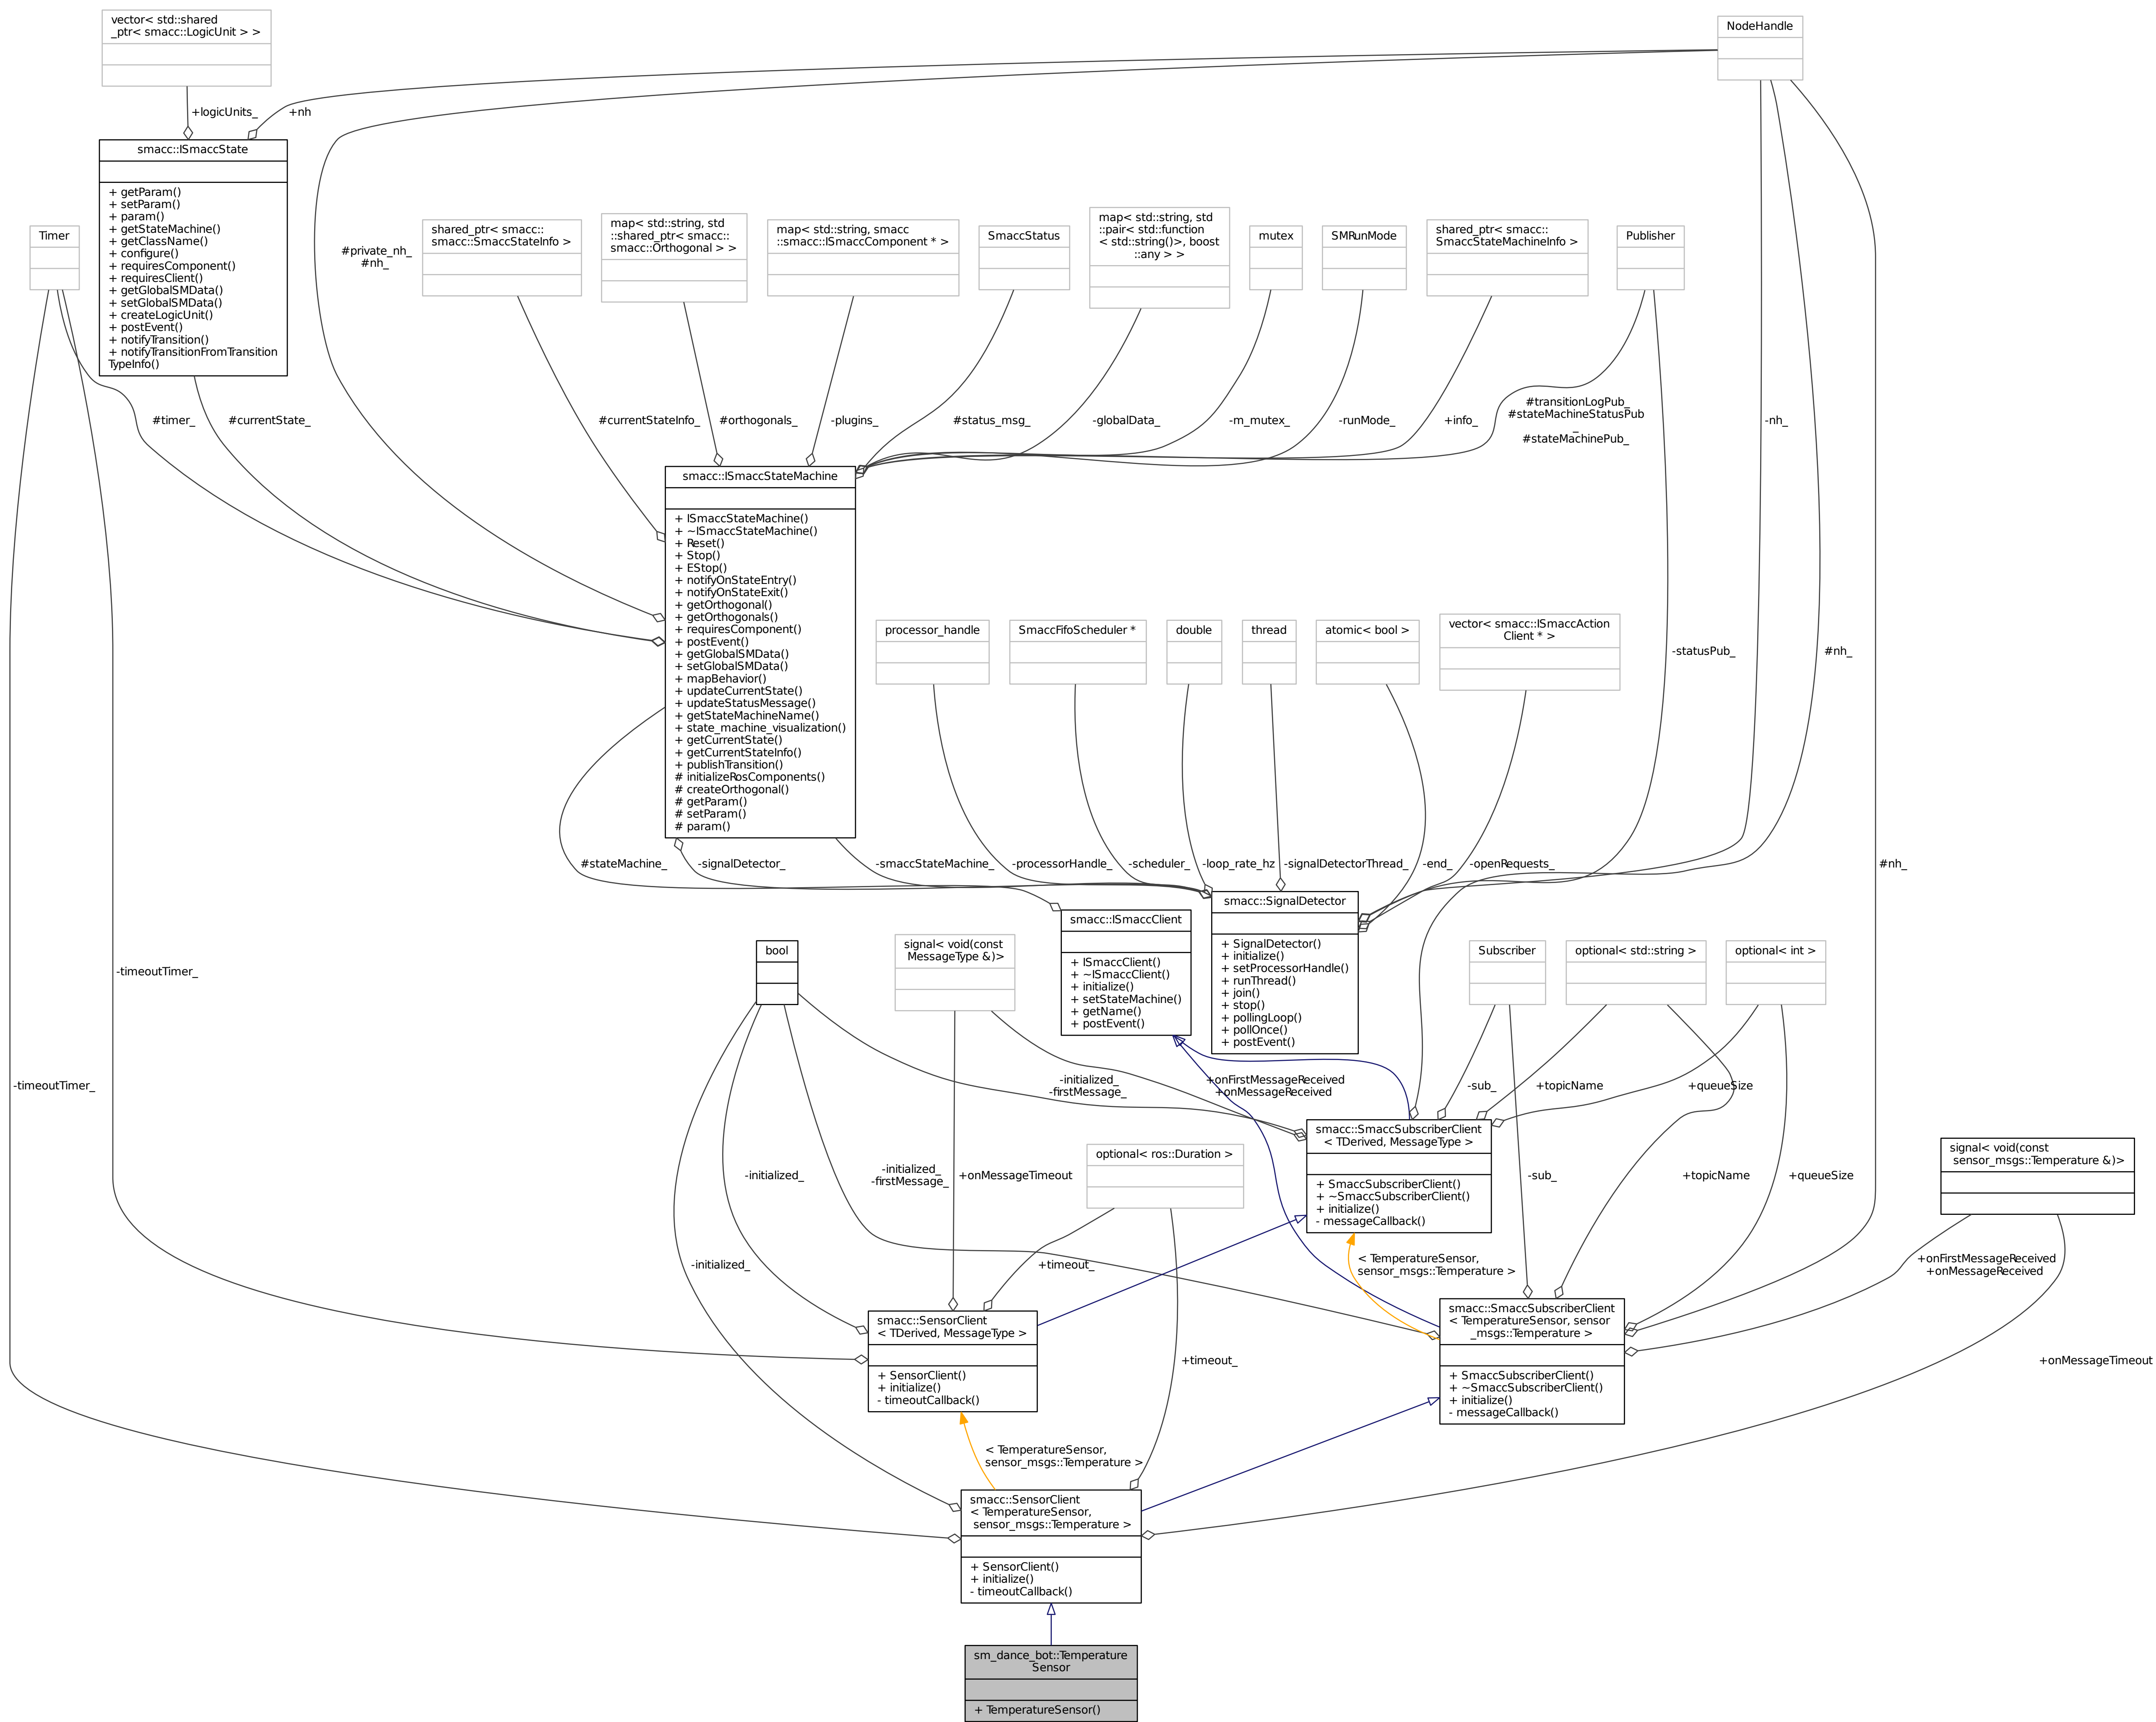 vector< std::shared
_ptr< smacc::LogicUnit > >
NodeHandle
+logicUnits_
+nh
smacc::ISmaccState
+ getParam()
+ setParam()
+ param()
+ getStateMachine()
+ getClassName()
+ configure()
+ requiresComponent()
+ requiresClient()
+ getGlobalSMData()
+ setGlobalSMData()
+ createLogicUnit()
+ postEvent()
+ notifyTransition()
+ notifyTransitionFromTransition
TypeInfo()
Timer
#private_nh_
#nh_
shared_ptr< smacc::
smacc::SmaccStateInfo >
map< std::string, std
::shared_ptr< smacc::
smacc::Orthogonal > >
map< std::string, smacc
::smacc::ISmaccComponent * >
SmaccStatus
map< std::string, std
::pair< std::function
< std::string()>, boost
::any > >
mutex
SMRunMode
shared_ptr< smacc::
SmaccStateMachineInfo >
Publisher
#timer_
#currentState_
#currentStateInfo_
#orthogonals_
-plugins_
#status_msg_
-globalData_
-m_mutex_
-runMode_
+info_
#transitionLogPub_
#stateMachineStatusPub
_
#stateMachinePub_
-nh_
smacc::ISmaccStateMachine
+ ISmaccStateMachine()
+ ~ISmaccStateMachine()
+ Reset()
+ Stop()
+ EStop()
+ notifyOnStateEntry()
+ notifyOnStateExit()
+ getOrthogonal()
+ getOrthogonals()
+ requiresComponent()
+ postEvent()
+ getGlobalSMData()
+ setGlobalSMData()
+ mapBehavior()
+ updateCurrentState()
+ updateStatusMessage()
+ getStateMachineName()
+ state_machine_visualization()
+ getCurrentState()
+ getCurrentStateInfo()
+ publishTransition()
# initializeRosComponents()
# createOrthogonal()
# getParam()
# setParam()
# param()
processor_handle
SmaccFifoScheduler *
double
thread
atomic< bool >
vector< smacc::ISmaccAction
Client * >
-statusPub_
#nh_
#stateMachine_
-signalDetector_
-smaccStateMachine_
-processorHandle_
-scheduler_
-loop_rate_hz
-signalDetectorThread_
-end_
-openRequests_
#nh_
smacc::SignalDetector
+ SignalDetector()
+ initialize()
+ setProcessorHandle()
+ runThread()
+ join()
+ stop()
+ pollingLoop()
+ pollOnce()
+ postEvent()
smacc::ISmaccClient
+ ISmaccClient()
+ ~ISmaccClient()
+ initialize()
+ setStateMachine()
+ getName()
+ postEvent()
bool
signal< void(const
MessageType &)>
Subscriber
optional< std::string >
optional< int >
-timeoutTimer_
-timeoutTimer_
-initialized_
-firstMessage_
+onFirstMessageReceived
+onMessageReceived
-sub_
+topicName
+queueSize
smacc::SmaccSubscriberClient
< TDerived, MessageType >
+ SmaccSubscriberClient()
+ ~SmaccSubscriberClient()
+ initialize()
- messageCallback()
optional< ros::Duration >
signal< void(const
sensor_msgs::Temperature &)>
-initialized_
-initialized_
-firstMessage_
+onMessageTimeout
-sub_
+topicName
+queueSize
-initialized_
+timeout_
< TemperatureSensor,
sensor_msgs::Temperature >
+onFirstMessageReceived
+onMessageReceived
smacc::SensorClient
< TDerived, MessageType >
+ SensorClient()
+ initialize()
- timeoutCallback()
smacc::SmaccSubscriberClient
< TemperatureSensor, sensor
_msgs::Temperature >
+ SmaccSubscriberClient()
+ ~SmaccSubscriberClient()
+ initialize()
- messageCallback()
+timeout_
+onMessageTimeout
< TemperatureSensor,
sensor_msgs::Temperature >
smacc::SensorClient
< TemperatureSensor,
sensor_msgs::Temperature >
+ SensorClient()
+ initialize()
- timeoutCallback()
sm_dance_bot::Temperature
Sensor
+ TemperatureSensor()